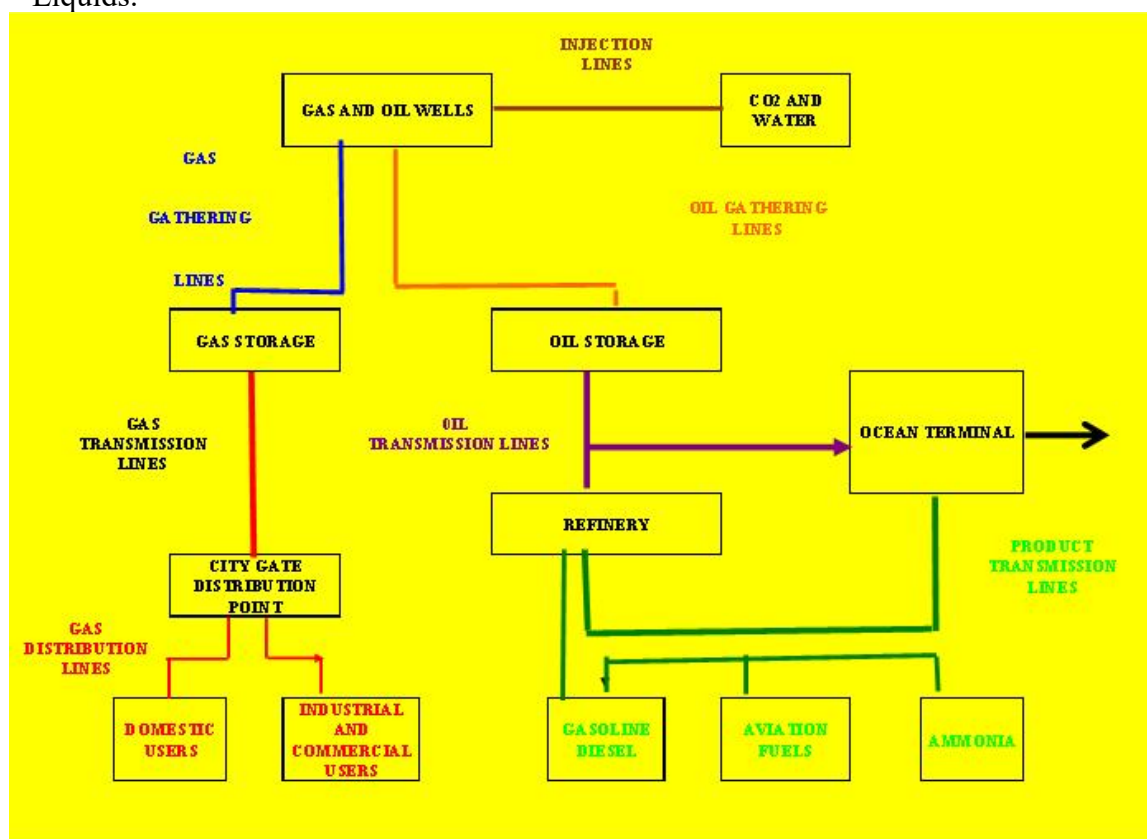 Liquids.
INJECTION
LINES
GAS AND OIL WELLS
CO2 AND
WATER
GAS
GATHERING
LINES
OIL GATHERING
LINES
GAS STORAGE
OIL STORAGE
GAS
TRANSMISSION
LINES
OIL
TRANSMISSION LINES
OCEAN TERMINAL
REFINERY
PRODUCT
TRANSMISSION
LINES
CITY GATE
DISTRIBUTION
POINT
GAS
DISTRIBUTION
LINES
DOMESTIC
USERS
INDUSTRIAL
AND
COMMERCIAL
USERS
GASOLINE
DIESEL
AVIATION
FUELS
AMMONIA